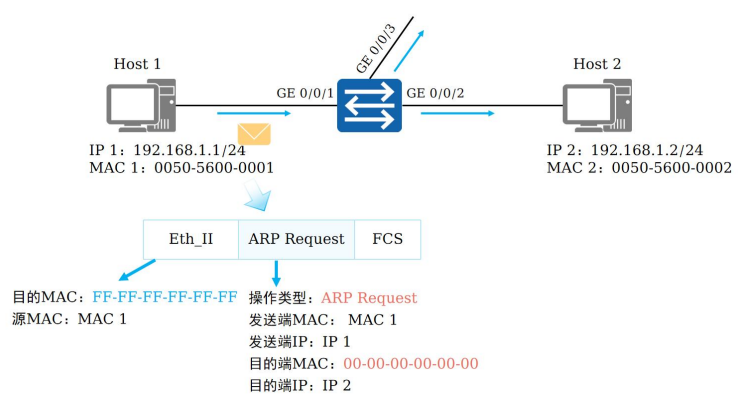 GE 0/0/3
Host 1
Host 2
GE 0/0/1
GE 0/0/2
IP 1：192.168.1.1/24
MAC 1：0050-5600-0001
IP 2：192.168.1.2/24
MAC 2：0050-5600-0002
Eth_II
ARP Request
FCS
目的MAC：FF-FF-FF-FF-FF-FF
源MAC：MAC 1
操作类型：ARP Request
发送端MAC： MAC 1
发送端IP：IP 1
目的端MAC：00-00-00-00-00-00
目的端IP：IP 2